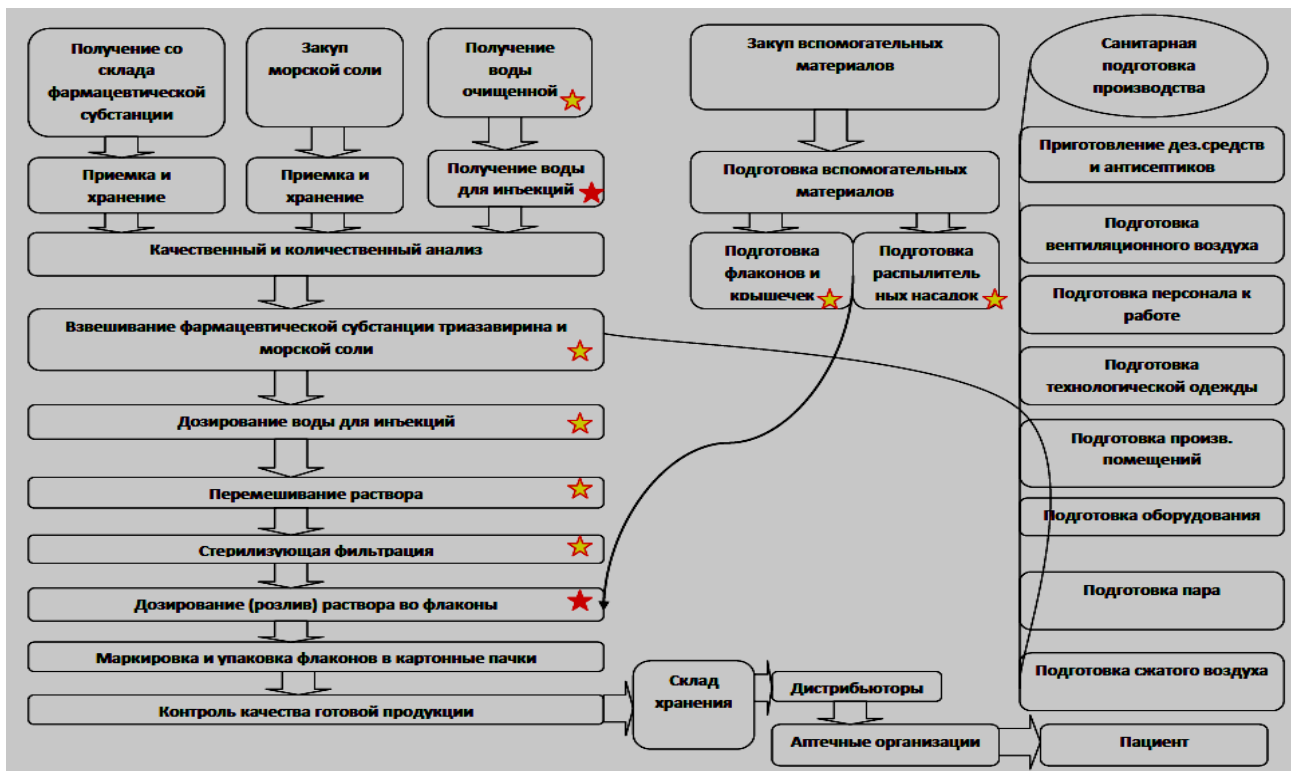 Получение со
склада
фармацевтической
субстанции
Закуп
морской соли
Получение
воды
очищенной
Закуп вспомогательных
материалов
Санитарная
подготовка
производства
Приемка и
хранение
Приемка и
хранение
Получение воды
для инъекций
Подготовка вспомогательных
материалов
Приготовление дез.средств
и антисептиков
Качественный и количественный анализ
Подготовка
флаконов и
крышечек
Подготовка
распылитель
ных насадок
Подготовка
вентиляционного воздуха
Взвешивание фармацевтической субстанции триазавирина и
морской соли
Подготовка персонала к
работе
Дозирование воды для инъекций
Подготовка
технологической одежды
Перемешивание раствора
Подготовка произв.
помещений
Стерилизующая фильтрация
Подготовка оборудования
Дозирование (розлив) раствора во флаконы
Подготовка пара
Маркировка и упаковка флаконов в картонные пачки
Подготовка сжатого воздуха
Контроль качества готовой продукции
Склад
хранения
Дистрибьюторы
Аптечные организации
Пациент